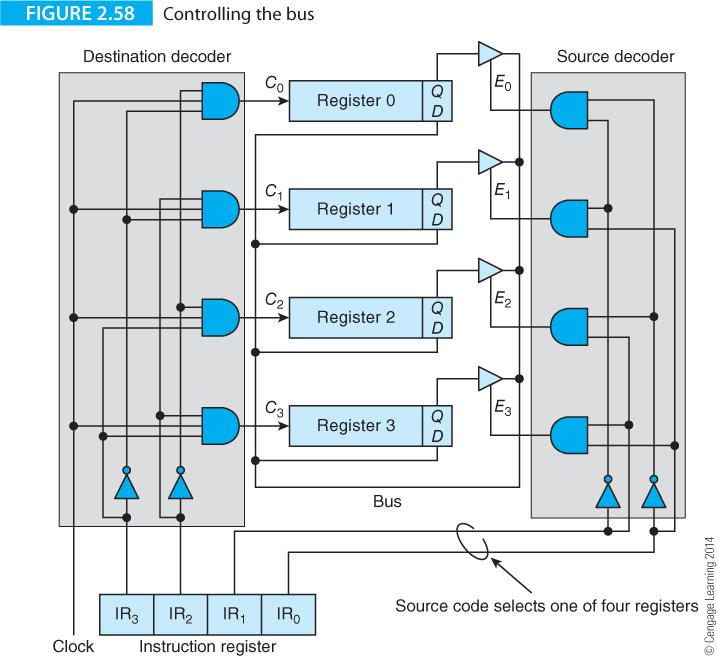 FIGURE 2.58 Controlling the bus
Destination decoder
Source decoder
C0
Register 0
Q
D
E0
C1
Register 1
Q
D
E1
C2
Register 2
Q
D
E2
C3
Register 3
Q
D
E3
Bus
Source code selects one of four registers
IR3 IR2 IR1 IR0
Clock
Instruction register
© Cengage Learning 2014